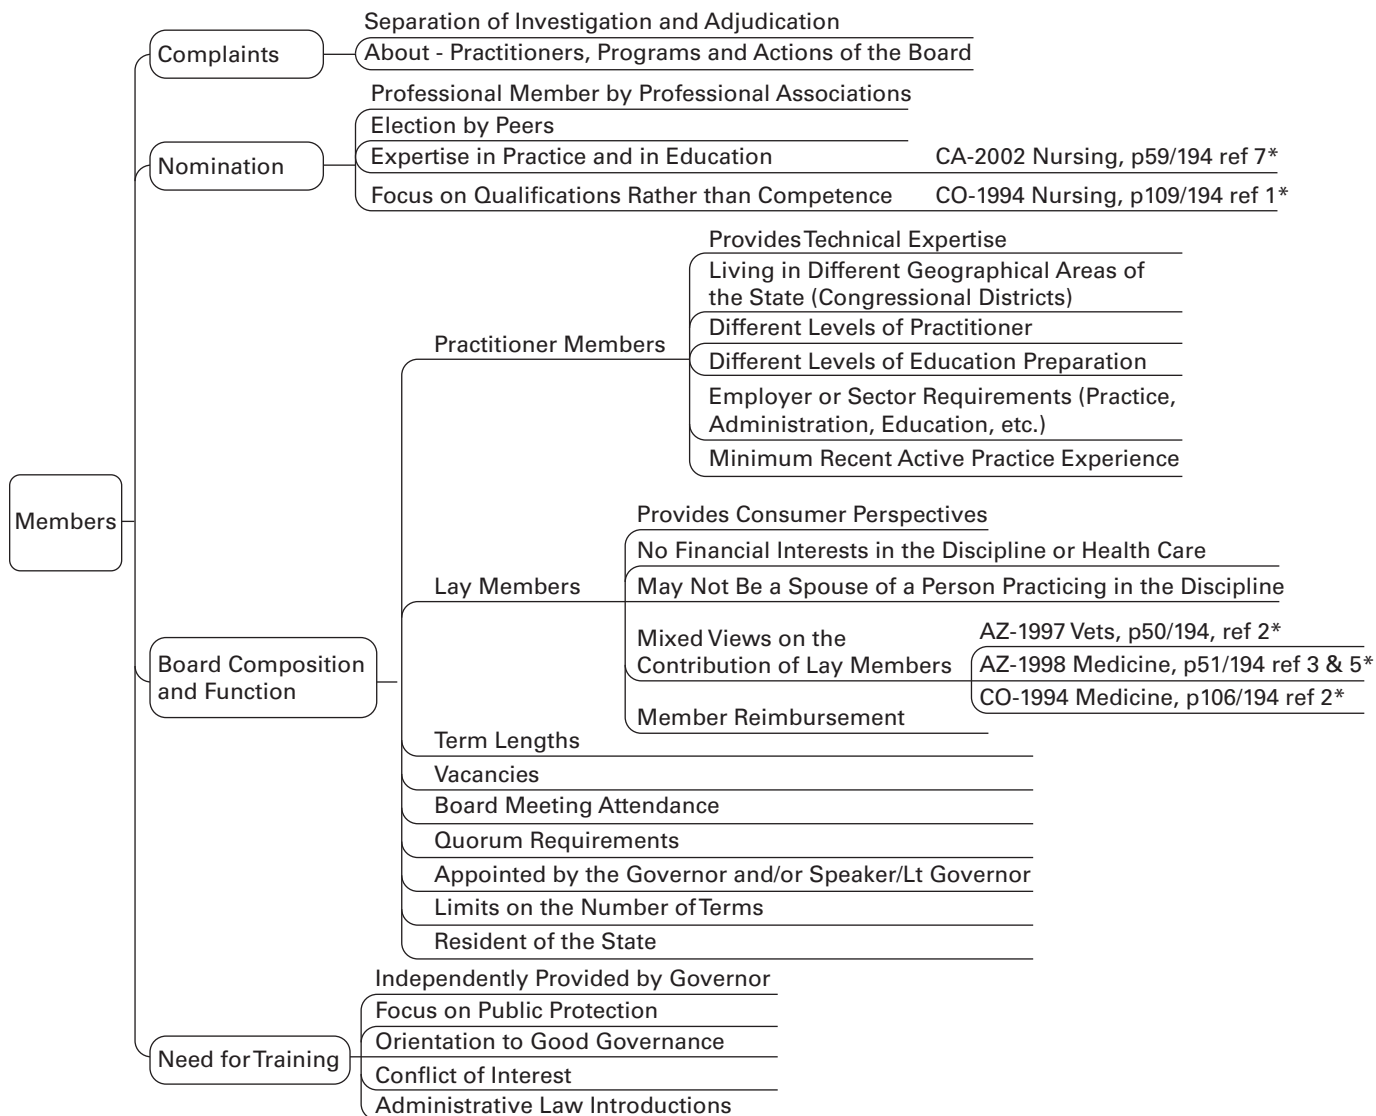 Separation of Investigation and Adjudication
Complaints
About - Practitioners, Programs and Actions of the Board
Professional Member by Professional Associations
Election by Peers
Nomination
Expertise in Practice and in Education CA-2002 Nursing, p59/194 ref 7*
Focus on Qualifications Rather than Competence CO-1994 Nursing, p109/194 ref 1*
Provides Technical Expertise
Living in Different Geographical Areas of
the State (Congressional Districts)
Different Levels of Practitioner
Practitioner Members
Different Levels of Education Preparation
Employer or Sector Requirements (Practice,
Administration, Education, etc.)
Minimum Recent Active Practice Experience
Members
Provides Consumer Perspectives
No Financial Interests in the Discipline or Health Care
Lay Members
May Not Be a Spouse of a Person Practicing in the Discipline
Mixed Views on the
Contribution of Lay Members
AZ-1997 Vets, p50/194, ref 2*
AZ-1998 Medicine, p51/194 ref 3 & 5*
CO-1994 Medicine, p106/194 ref 2*
Member Reimbursement
Board Composition
and Function
Term Lengths
Vacancies
Board Meeting Attendance
Quorum Requirements
Appointed by the Governor and/or Speaker/Lt Governor
Limits on the Number of Terms
Resident of the State
Independently Provided by Governor
Focus on Public Protection
Need for Training
Orientation to Good Governance
Conflict of Interest
Administrative Law Introductions